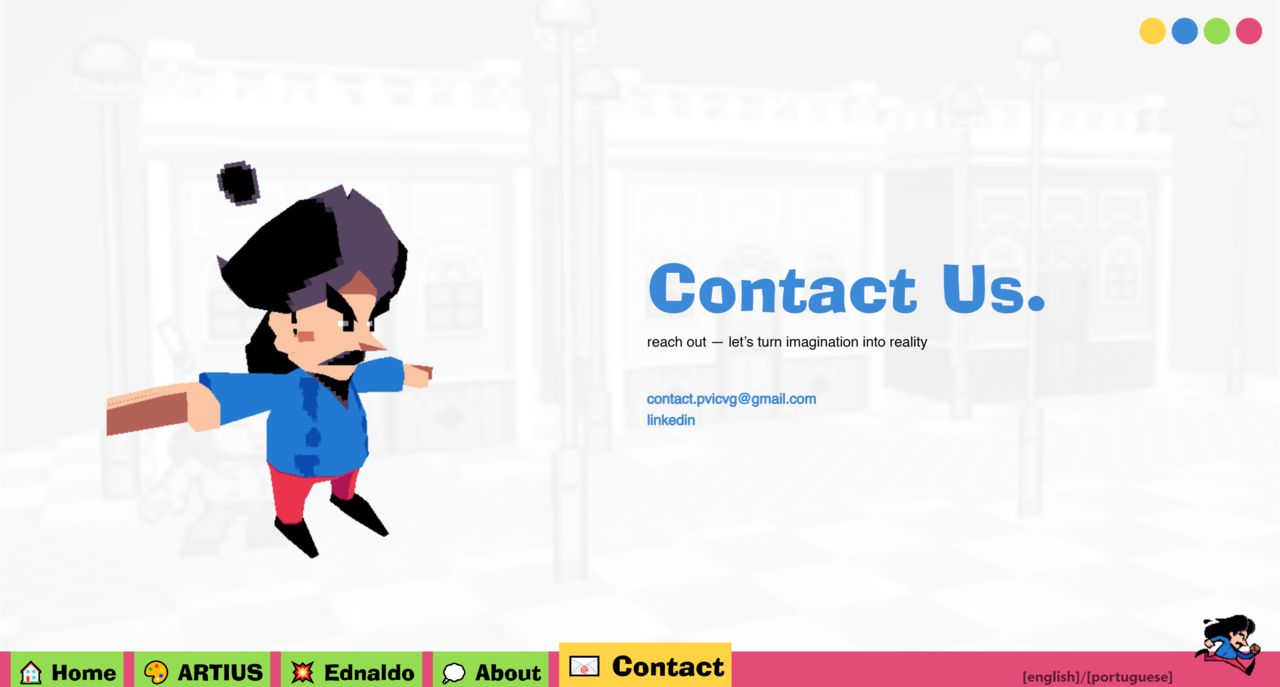 Contact Us.
reach out — let's turn imagination into reality
contact.pvicvg@gmail.com
linkedin
Home
ARTIUS
Ednaldo
About
Contact
[english]/[portuguese]